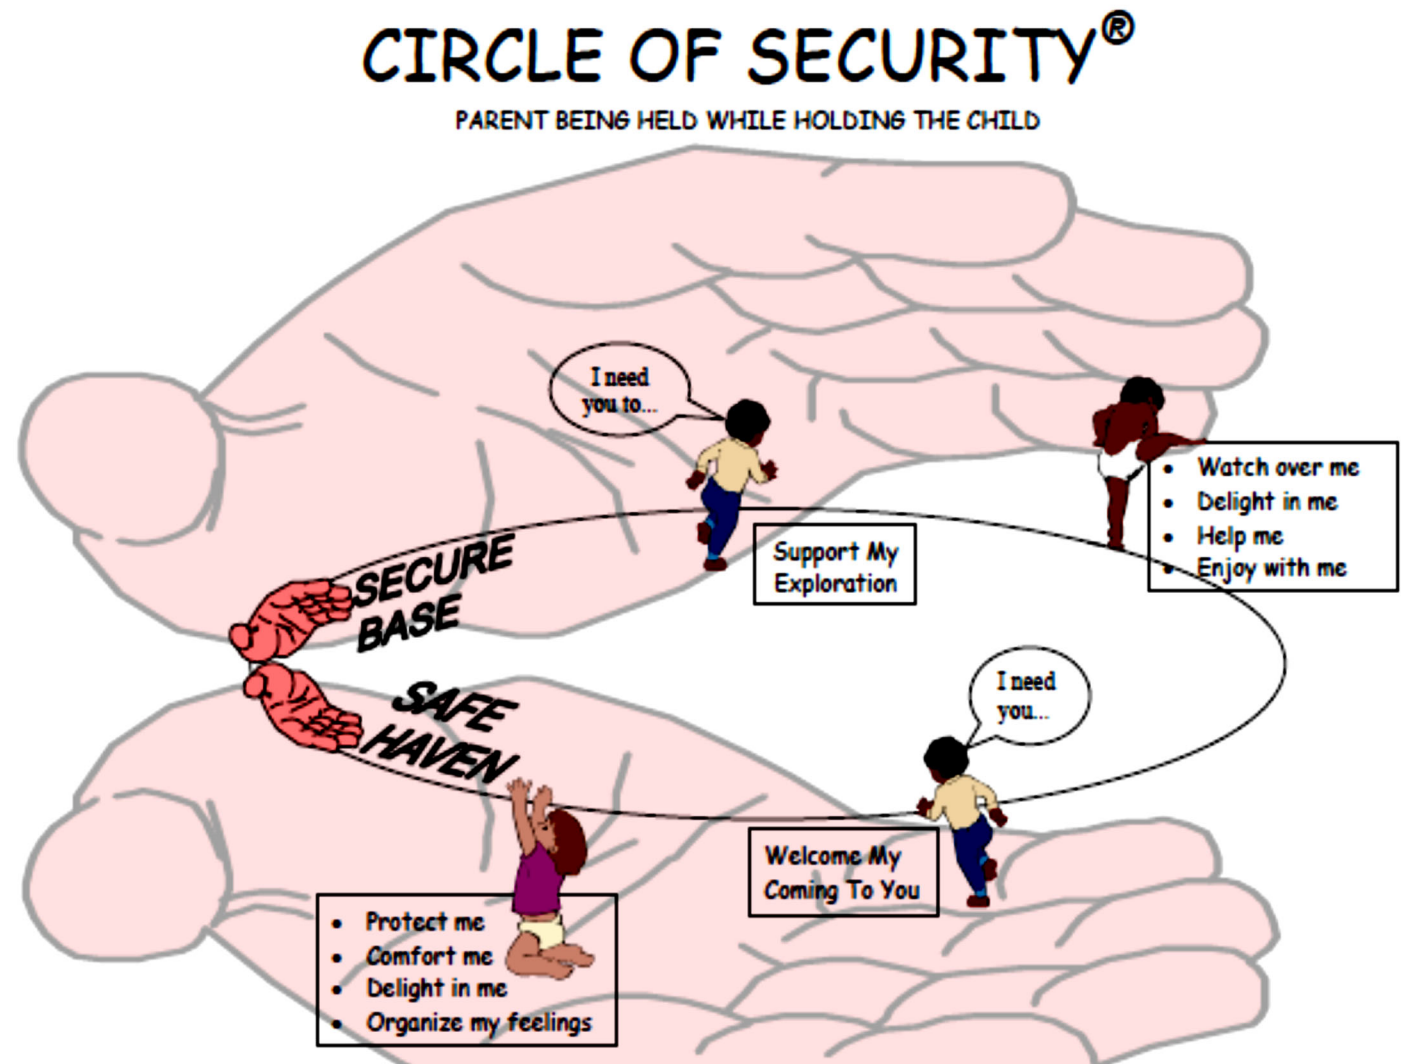 CIRCLE OF SECURITY®
PARENT BEING HELD WHILE HOLDING THE CHILD
I need
you to...
Support My
Exploration
• Watch over me
• Delight in me
• Help me
• Enjoy with me
SECURE
BASE
SAFE
HAVEN
I need
you...
Welcome My
Coming To You
• Protect me
• Comfort me
• Delight in me
• Organize my feelings